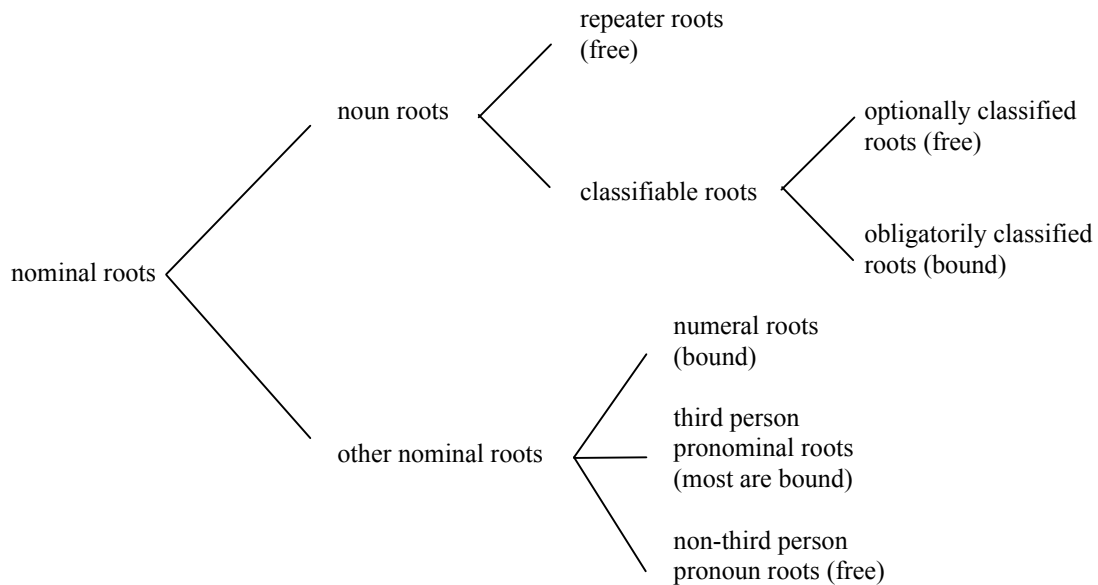 repeater roots
(free)
noun roots
optionally classified
roots (free)
classifiable roots
obligatorily classified
roots (bound)
nominal roots
numeral roots
(bound)
third person
pronominal roots
(most are bound)
other nominal roots
non-third person
pronoun roots (free)